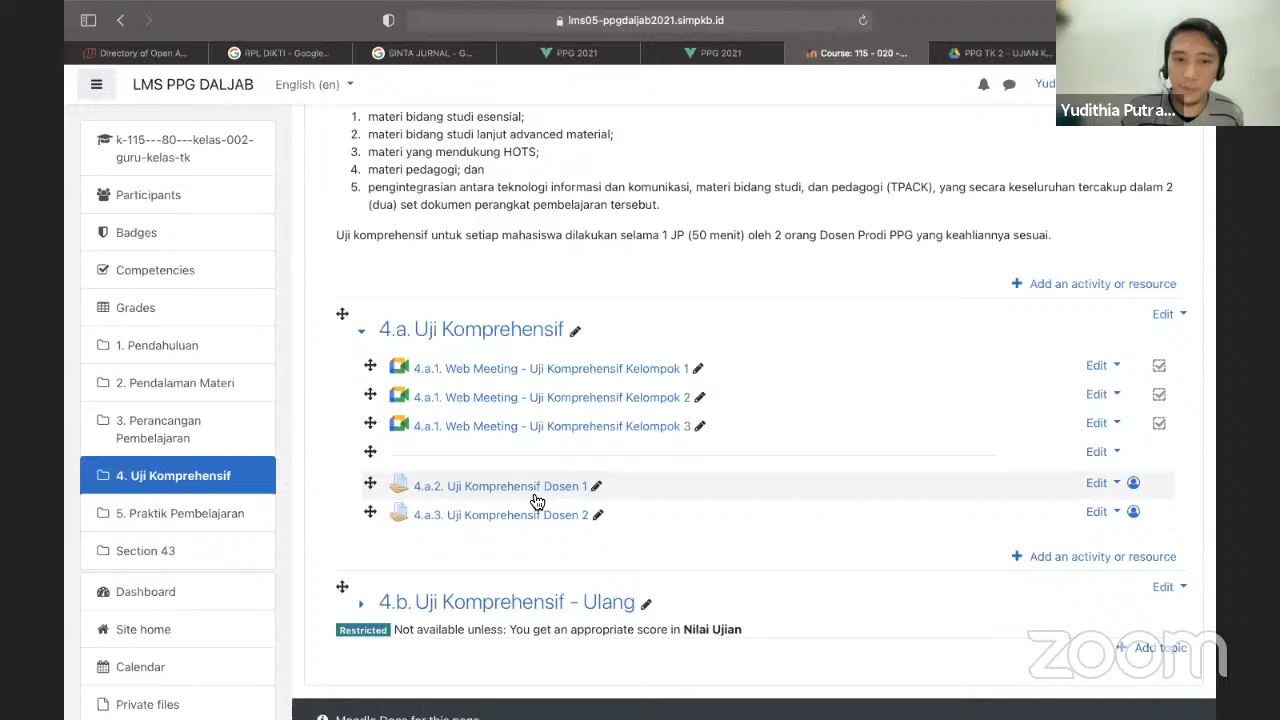 lms05-ppgdaljab2021.simpkb.id
Directory of Open A...
RPL DIKTI - Google...
SINTA JURNAL - G...
PPG 2021
PPG 2021
Course: 115 - 020 -...
PPG TK 2 - UJIAN K...
LMS PPG DALJAB
English (en)
Yud
Yudithia Putra...
k-115---80---kelas-002-
guru-kelas-tk
Participants
Badges
Competencies
Grades
1. Pendahuluan
2. Pendalaman Materi
3. Perancangan
Pembelajaran
4. Uji Komprehensif
5. Praktik Pembelajaran
Section 43
Dashboard
Site home
Calendar
Private files
1. materi bidang studi esensial;
2. materi bidang studi lanjut advanced material;
3. materi yang mendukung HOTS;
4. materi pedagogi; dan
5. pengintegrasian antara teknologi informasi dan komunikasi, materi bidang studi, dan pedagogi (TPACK), yang secara keseluruhan tercakup dalam 2
(dua) set dokumen perangkat pembelajaran tersebut.
Uji komprehensif untuk setiap mahasiswa dilakukan selama 1 JP (50 menit) oleh 2 orang Dosen Prodi PPG yang keahliannya sesuai.
Add an activity or resource
Edit
4.a. Uji Komprehensif
4.a.1. Web Meeting - Uji Komprehensif Kelompok 1
Edit
4.a.1. Web Meeting - Uji Komprehensif Kelompok 2
Edit
4.a.1. Web Meeting - Uji Komprehensif Kelompok 3
Edit
Edit
4.a.2. Uji Komprehensif Dosen 1
Edit
4.a.3. Uji Komprehensif Dosen 2
Edit
Add an activity or resource
Edit
4.b. Uji Komprehensif - Ulang
Restricted Not available unless: You get an appropriate score in Nilai Ujian
Add topic
zoom
Moodle Docs for this page